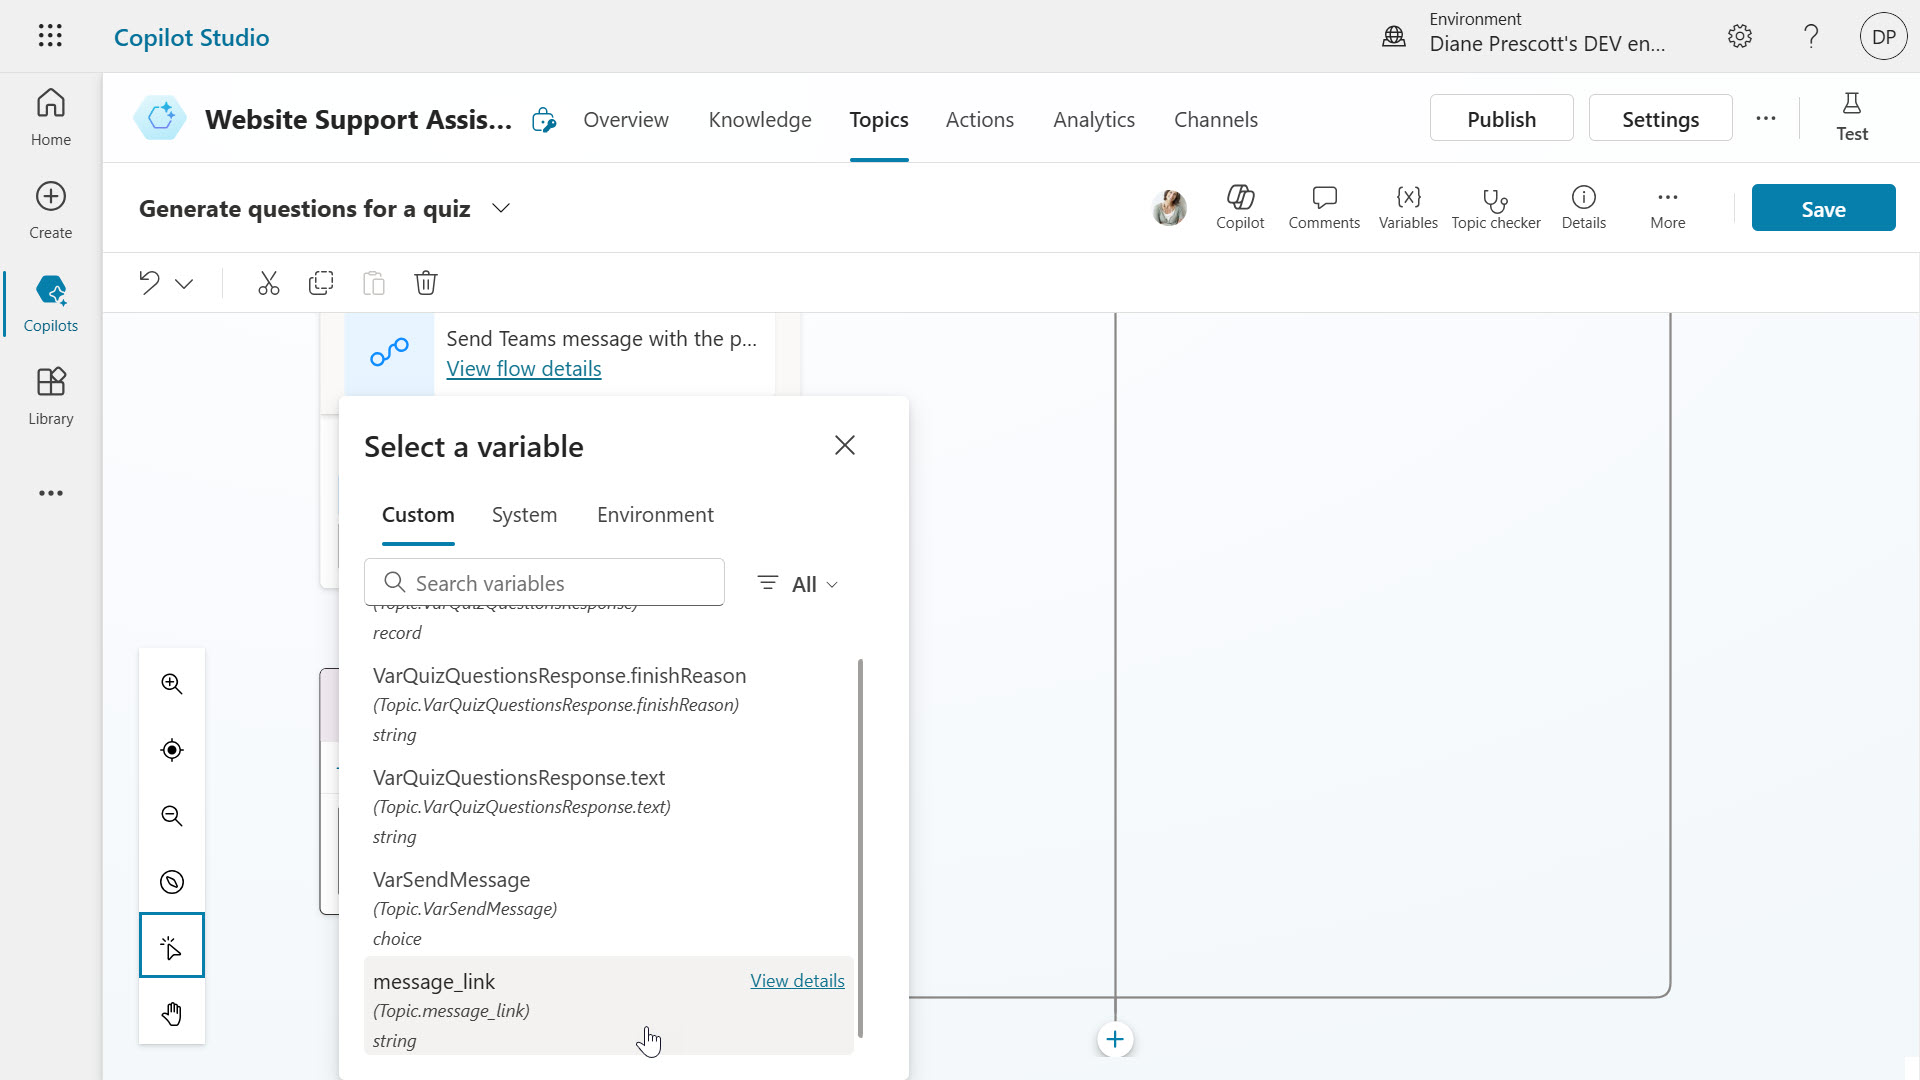 Copilot Studio
Environment
Diane Prescott's DEV en...
DP
Home
Create
Copilots
Library
Website Support Assis...
Overview
Knowledge
Topics
Actions
Analytics
Channels
Publish
Settings
Test
Generate questions for a quiz
Copilot
Comments
Variables
Topic checker
Details
More
Save
Send Teams message with the p...
View flow details
Select a variable
Custom
System
Environment
Search variables
All
(Topic.VarQuizQuestionsResponse)
record
VarQuizQuestionsResponse.finishReason
(Topic.VarQuizQuestionsResponse.finishReason)
string
VarQuizQuestionsResponse.text
(Topic.VarQuizQuestionsResponse.text)
string
VarSendMessage
(Topic.VarSendMessage)
choice
message_link
View details
(Topic.message_link)
string